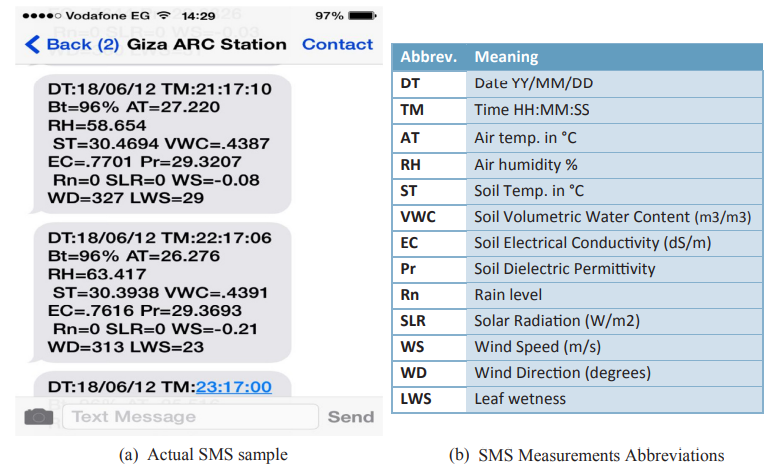 Vodafone EG 14:29 97%
Back (2) Giza ARC Station Contact
DT:18/06/12 TM:21:17:10
Bt=96% AT=27.220
RH=58.654
ST=30.4694 VWC=.4387
EC=.7701 Pr=29.3207
Rn=0 SLR=0 WS=-0.08
WD=327 LWS=29
DT:18/06/12 TM:22:17:06
Bt=96% AT=26.276
RH=63.417
ST=30.3938 VWC=.4391
EC=.7616 Pr=29.3693
Rn=0 SLR=0 WS=-0.21
WD=313 LWS=23
DT:18/06/12 TM:23:17:00
Text Message Send
(a) Actual SMS sample
Abbrev. Meaning
DT Date YY/MM/DD
TM Time HH:MM:SS
AT Air temp. in °C
RH Air humidity %
ST Soil Temp. in °C
VWC Soil Volumetric Water Content (m3/m3)
EC Soil Electrical Conductivity (dS/m)
Pr Soil Dielectric Permittivity
Rn Rain level
SLR Solar Radiation (W/m2)
WS Wind Speed (m/s)
WD Wind Direction (degrees)
LWS Leaf wetness
(b) SMS Measurements Abbreviations